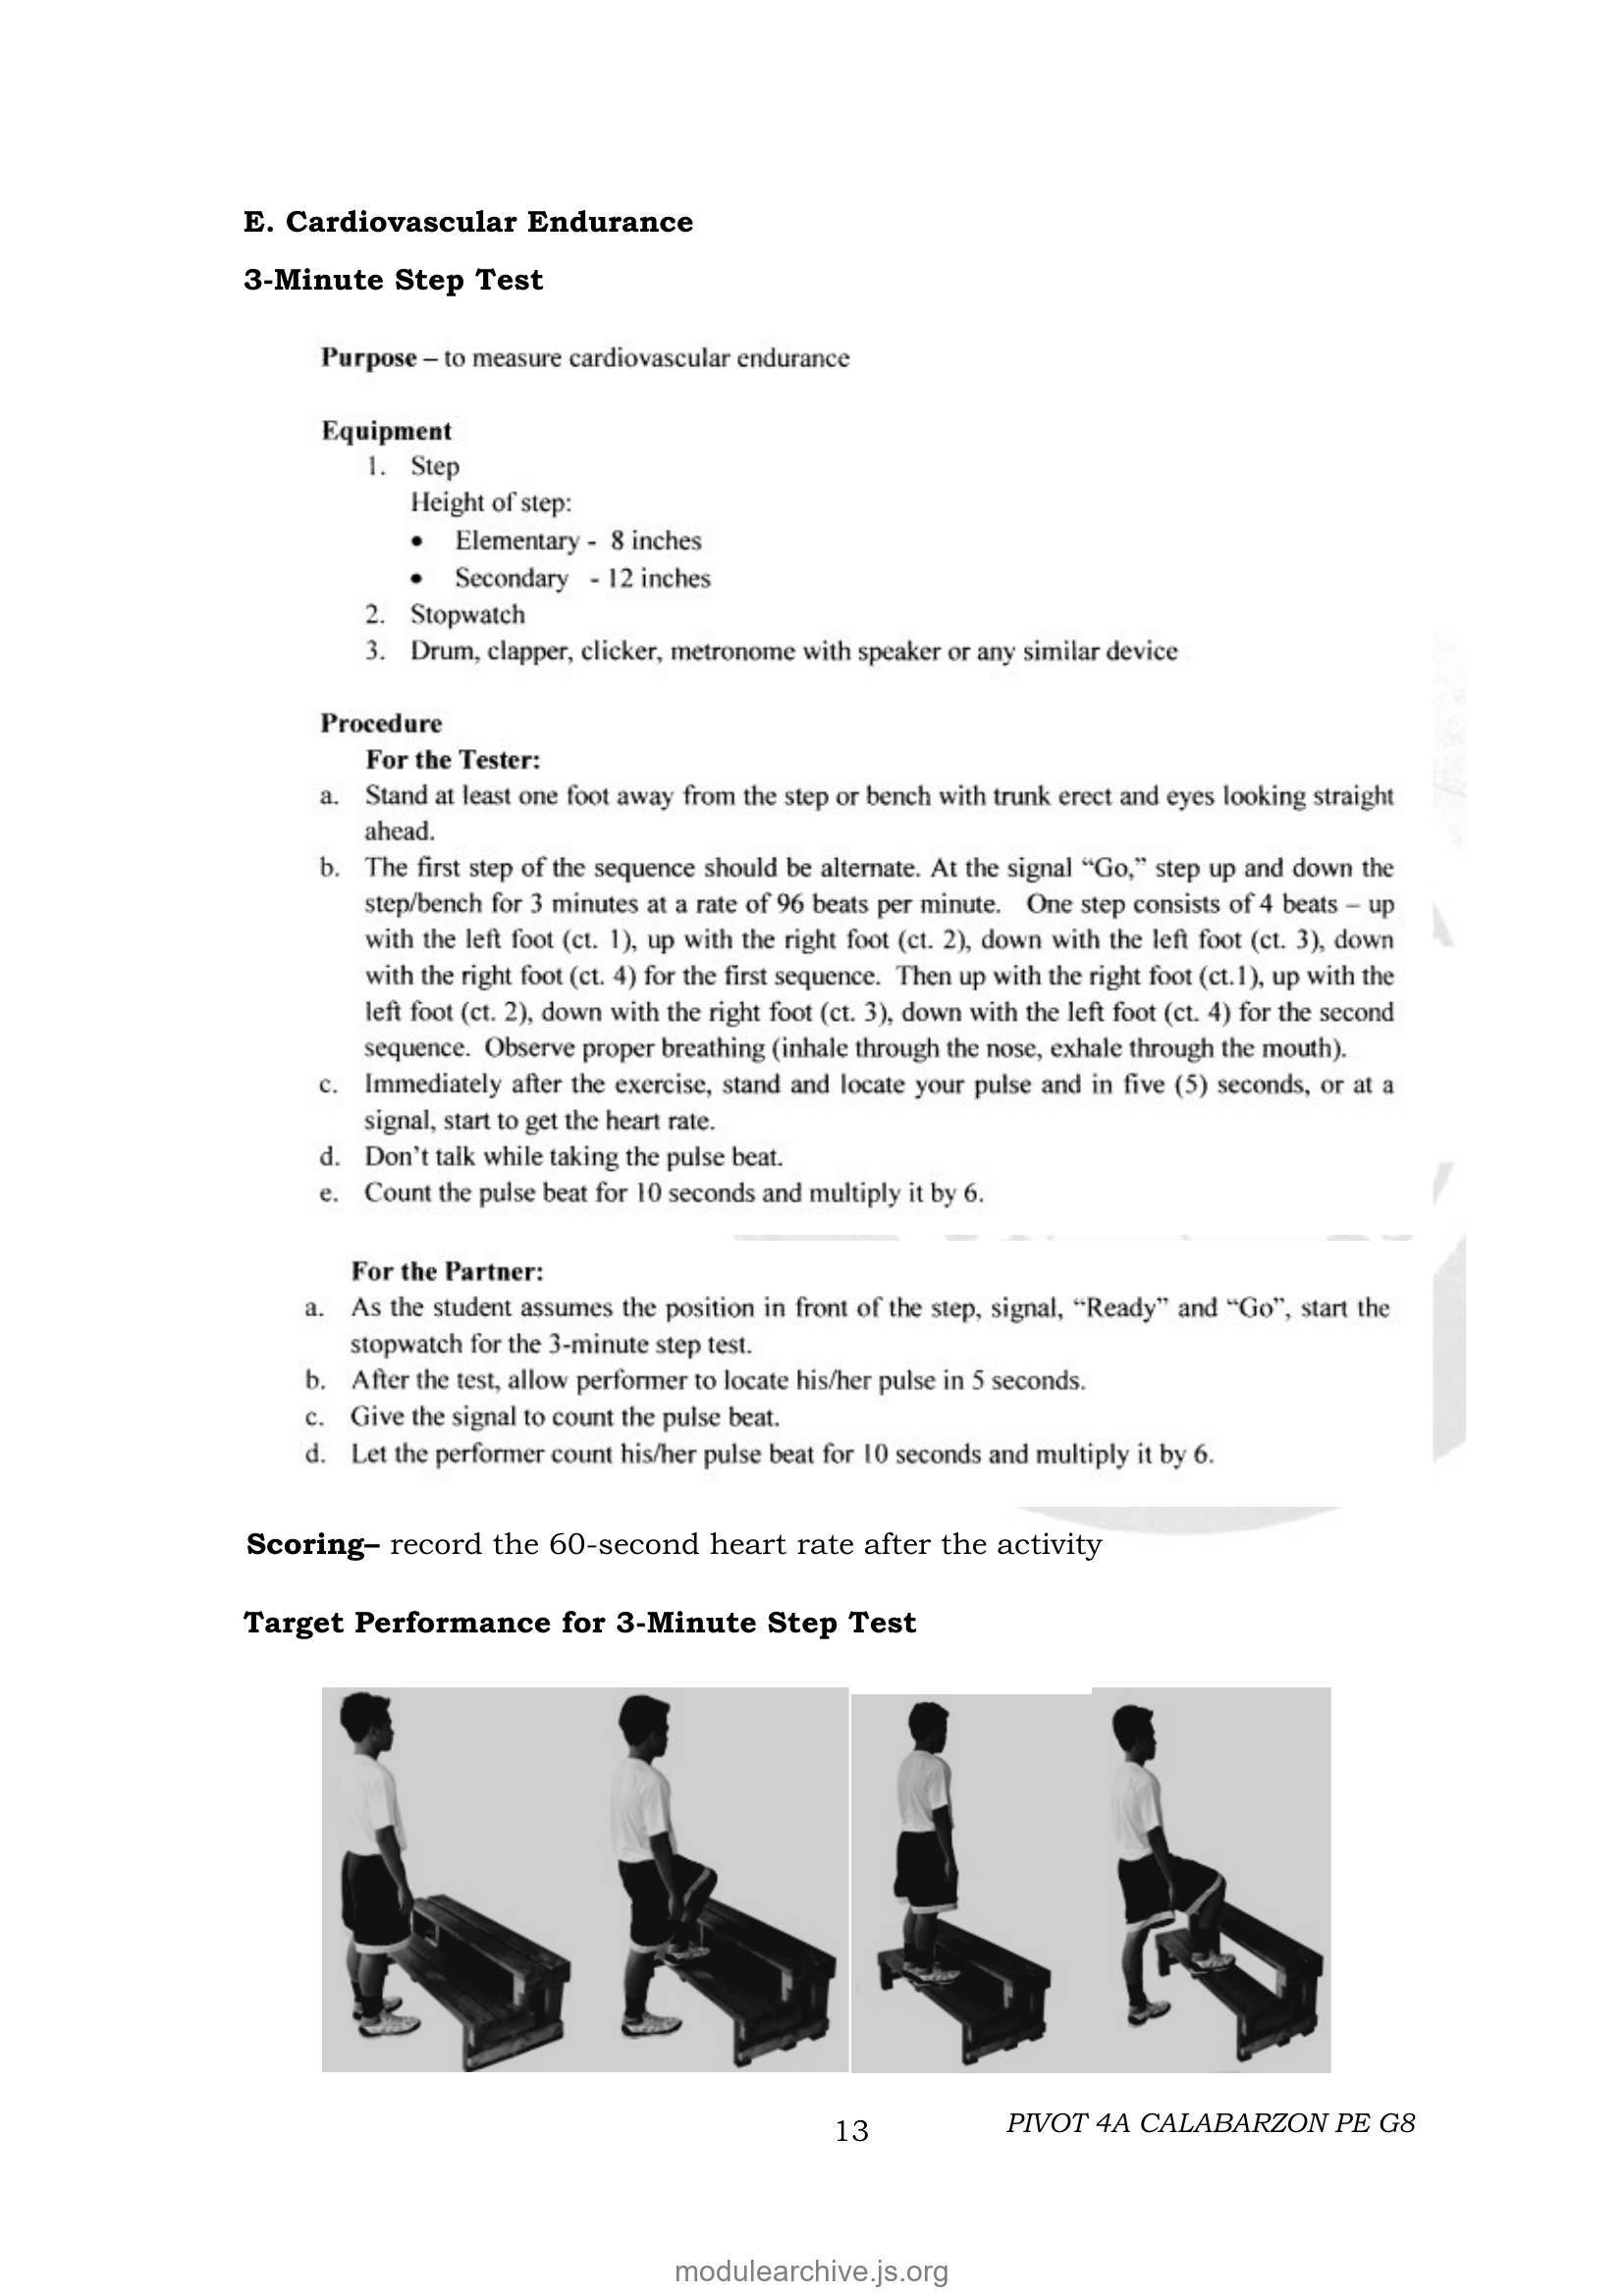 E. Cardiovascular Endurance
3-Minute Step Test
Purpose – to measure cardiovascular endurance
Equipment
1. Step
Height of step:
• Elementary - 8 inches
• Secondary - 12 inches
2. Stopwatch
3. Drum, clapper, clicker, metronome with speaker or any similar device
Procedure
For the Tester:
a. Stand at least one foot away from the step or bench with trunk erect and eyes looking straight
ahead.
b. The first step of the sequence should be alternate. At the signal “Go,” step up and down the
step/bench for 3 minutes at a rate of 96 beats per minute. One step consists of 4 beats – up
with the left foot (ct. 1), up with the right foot (ct. 2), down with the left foot (ct. 3), down
with the right foot (ct. 4) for the first sequence. Then up with the right foot (ct.1), up with the
left foot (ct. 2), down with the right foot (ct. 3), down with the left foot (ct. 4) for the second
sequence. Observe proper breathing (inhale through the nose, exhale through the mouth).
c. Immediately after the exercise, stand and locate your pulse and in five (5) seconds, or at a
signal, start to get the heart rate.
d. Don’t talk while taking the pulse beat.
e. Count the pulse beat for 10 seconds and multiply it by 6.
For the Partner:
a. As the student assumes the position in front of the step, signal, “Ready” and “Go”, start the
stopwatch for the 3-minute step test.
b. After the test, allow performer to locate his/her pulse in 5 seconds.
c. Give the signal to count the pulse beat.
d. Let the performer count his/her pulse beat for 10 seconds and multiply it by 6.
Scoring– record the 60-second heart rate after the activity
Target Performance for 3-Minute Step Test
13
PIVOT 4A CALABARZON PE G8
modulearchive.js.org